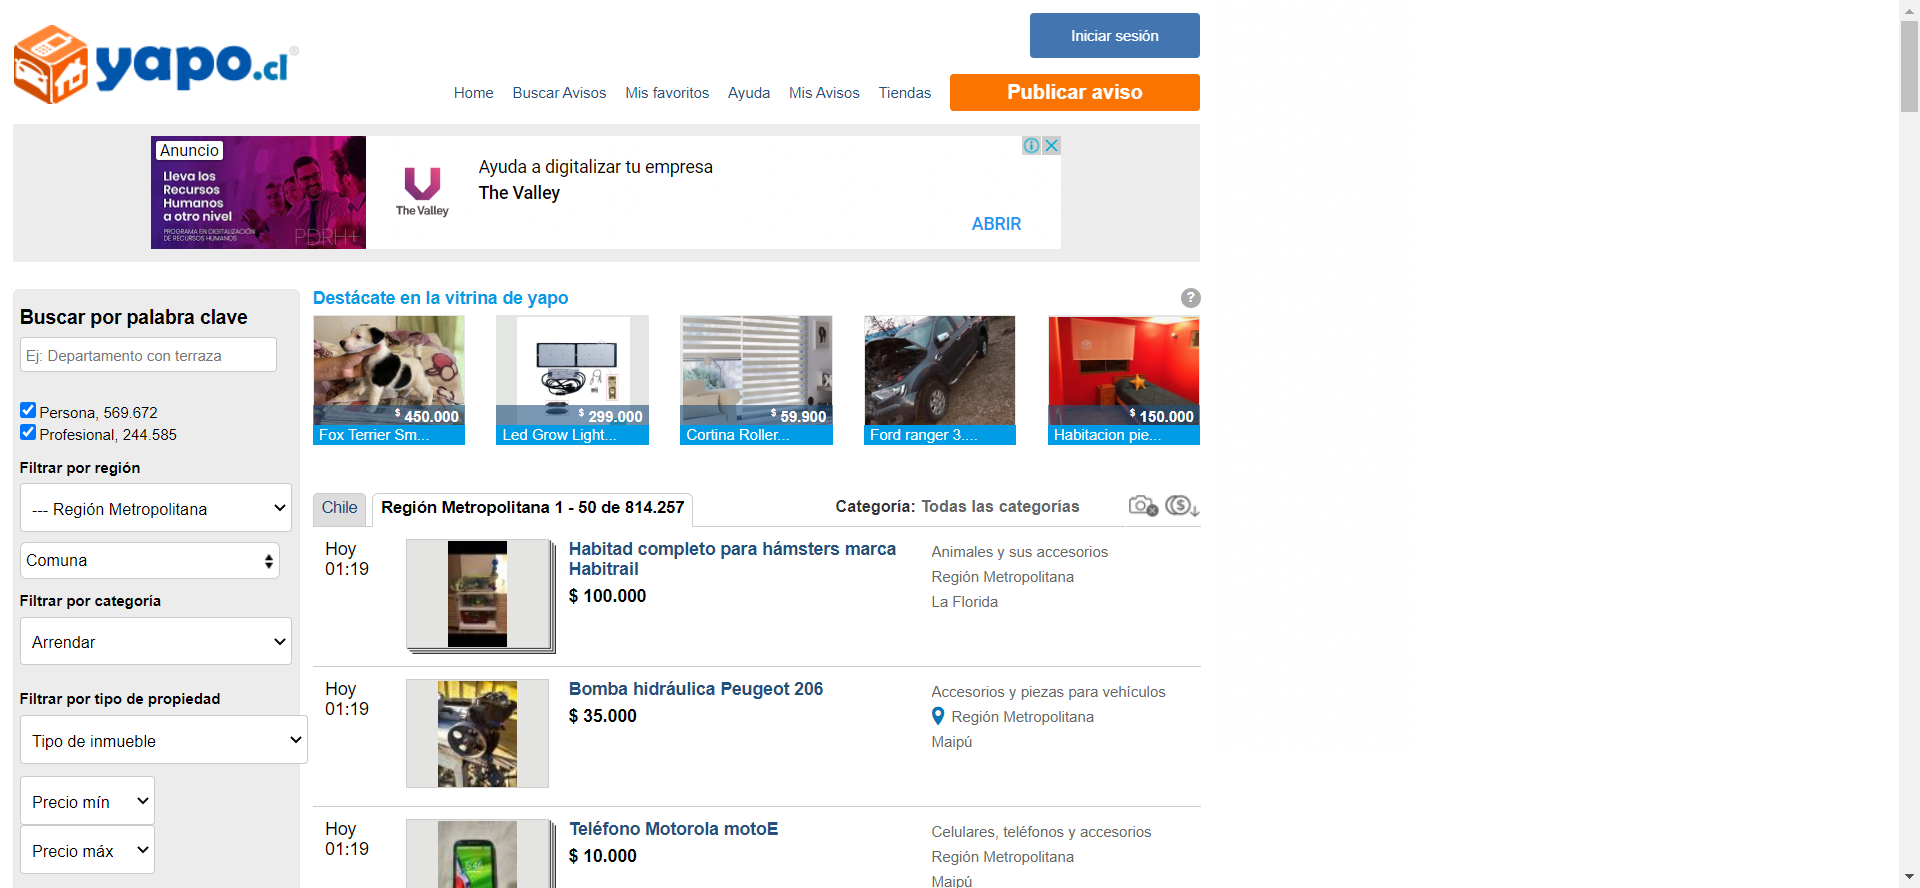 yapo.cl
Iniciar sesión
Home
Buscar Avisos
Mis favoritos
Ayuda
Mis Avisos
Tiendas
Publicar aviso
Anuncio
Lleva los
Recursos
Humanos
a otro nivel
PROGRAMA EN DIGITALIZACIÓN
DE RECURSOS HUMANOS
PDRH+
The Valley
Ayuda a digitalizar tu empresa
The Valley
ABRIR
Buscar por palabra clave
Ej: Departamento con terraza
Persona, 569.672
Profesional, 244.585
Filtrar por región
--- Región Metropolitana
Comuna
Filtrar por categoría
Arrendar
Filtrar por tipo de propiedad
Tipo de inmueble
Precio mín
Precio máx
Destácate en la vitrina de yapo
?
$ 450.000
Fox Terrier Sm...
$ 299.000
Led Grow Light...
$ 59.900
Cortina Roller...
Ford ranger 3....
$ 150.000
Habitacion pie...
Chile
Región Metropolitana 1 - 50 de 814.257
Categoría: Todas las categorías
Hoy
01:19
Habitad completo para hámsters marca
Habitrail
$ 100.000
Animales y sus accesorios
Región Metropolitana
La Florida
Hoy
01:19
Bomba hidráulica Peugeot 206
$ 35.000
Accesorios y piezas para vehículos
Región Metropolitana
Maipú
Hoy
01:19
Teléfono Motorola motoE
$ 10.000
Celulares, teléfonos y accesorios
Región Metropolitana
Maipú